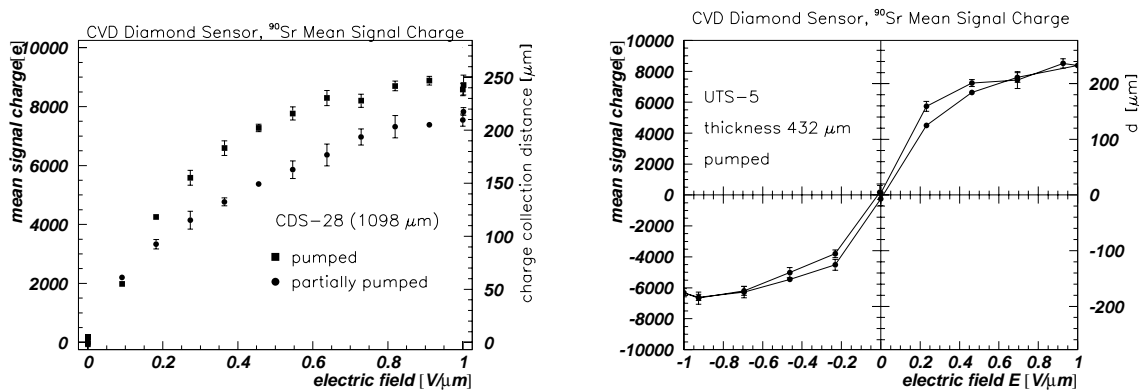 CVD Diamond Sensor, ⁹⁰Sr Mean Signal Charge
mean signal charge[e]
10000
8000
6000
4000
2000
0
charge collection distance [μm]
250
200
150
100
50
0
CDS−28 (1098 μm)
pumped
partially pumped
0 0.2 0.4 0.6 0.8 1
electric field [V/μm]
CVD Diamond Sensor, ⁹⁰Sr Mean Signal Charge
mean signal charge[e]
10000
8000
6000
4000
2000
0
-2000
-4000
-6000
-8000
-10000
UTS−5
thickness 432 μm
pumped
d [μm]
200
100
0
-100
-200
-1 -0.8 -0.6 -0.4 -0.2 0 0.2 0.4 0.6 0.8 1
electric field E [V/μm]